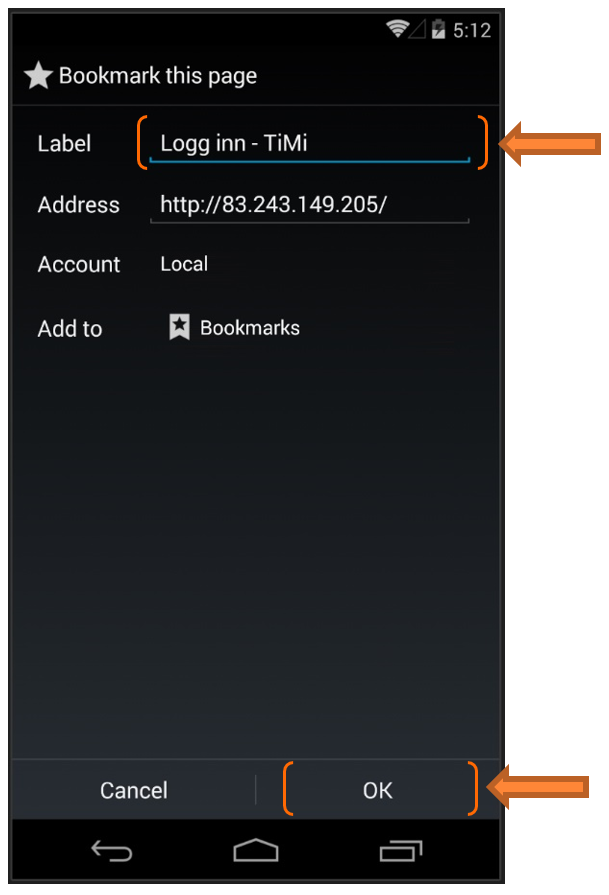 5:12
Bookmark this page
Label Logg inn - TiMi
Address http://83.243.149.205/
Account Local
Add to Bookmarks
Cancel OK